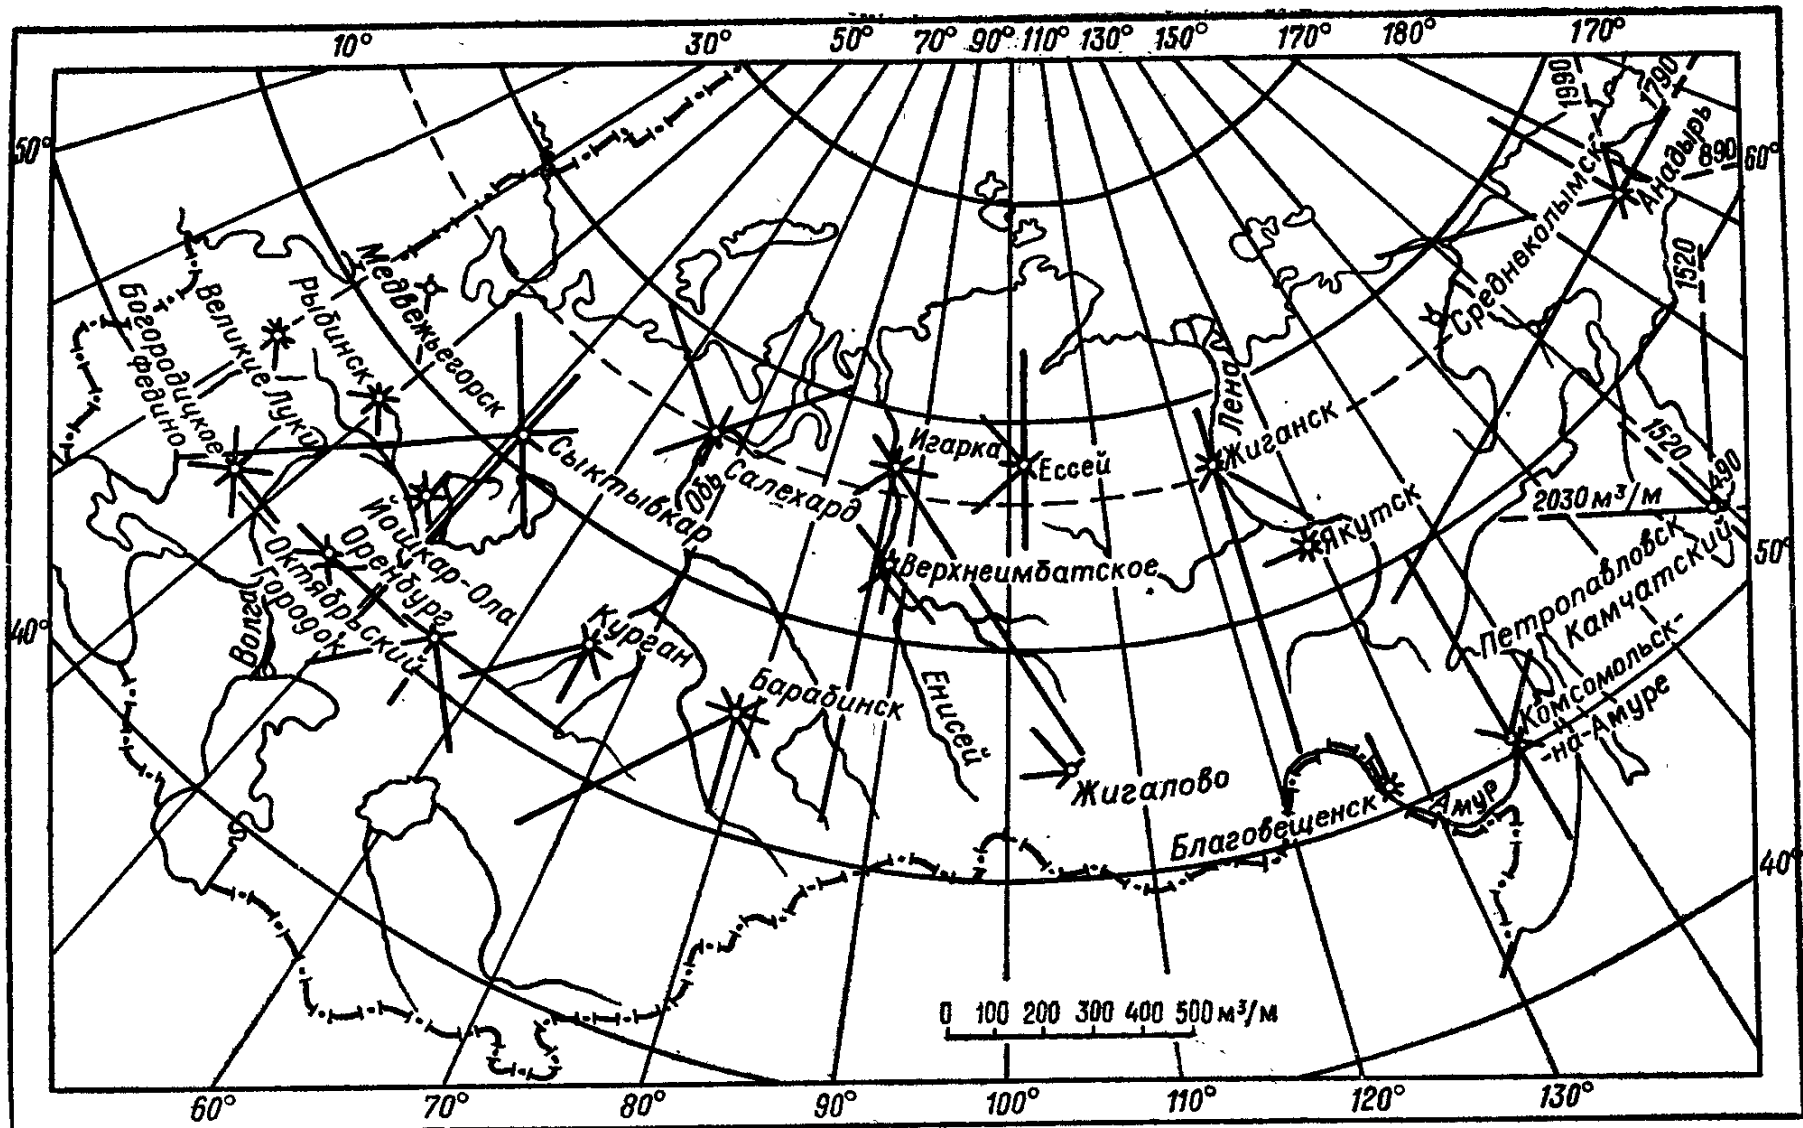 10° 30° 50° 70° 90° 110° 130° 150° 170° 180° 170°
50°
1690
1790
Анадырь
890
60°
Среднеколымск
1520
Медвежьегорск
Рыбинск
Великие Луки
Богородицкое
Федино
Сыктывкар
Обь
Салехард
Игарка
Ессей
Лена
Жиганск
Якутск
1520
490
2030 м³/м
Петропавловск
Камчатский
50°
Йошкар-Ола
Оренбург
Октябрьский
Городок
Волга
40°
Курган
Барабинск
Верхнеимбатское
Енисей
Жигалово
Благовещенск
Амур
Комсомольск-
-на-Амуре
40°
0 100 200 300 400 500 м³/м
60° 70° 80° 90° 100° 110° 120° 130°